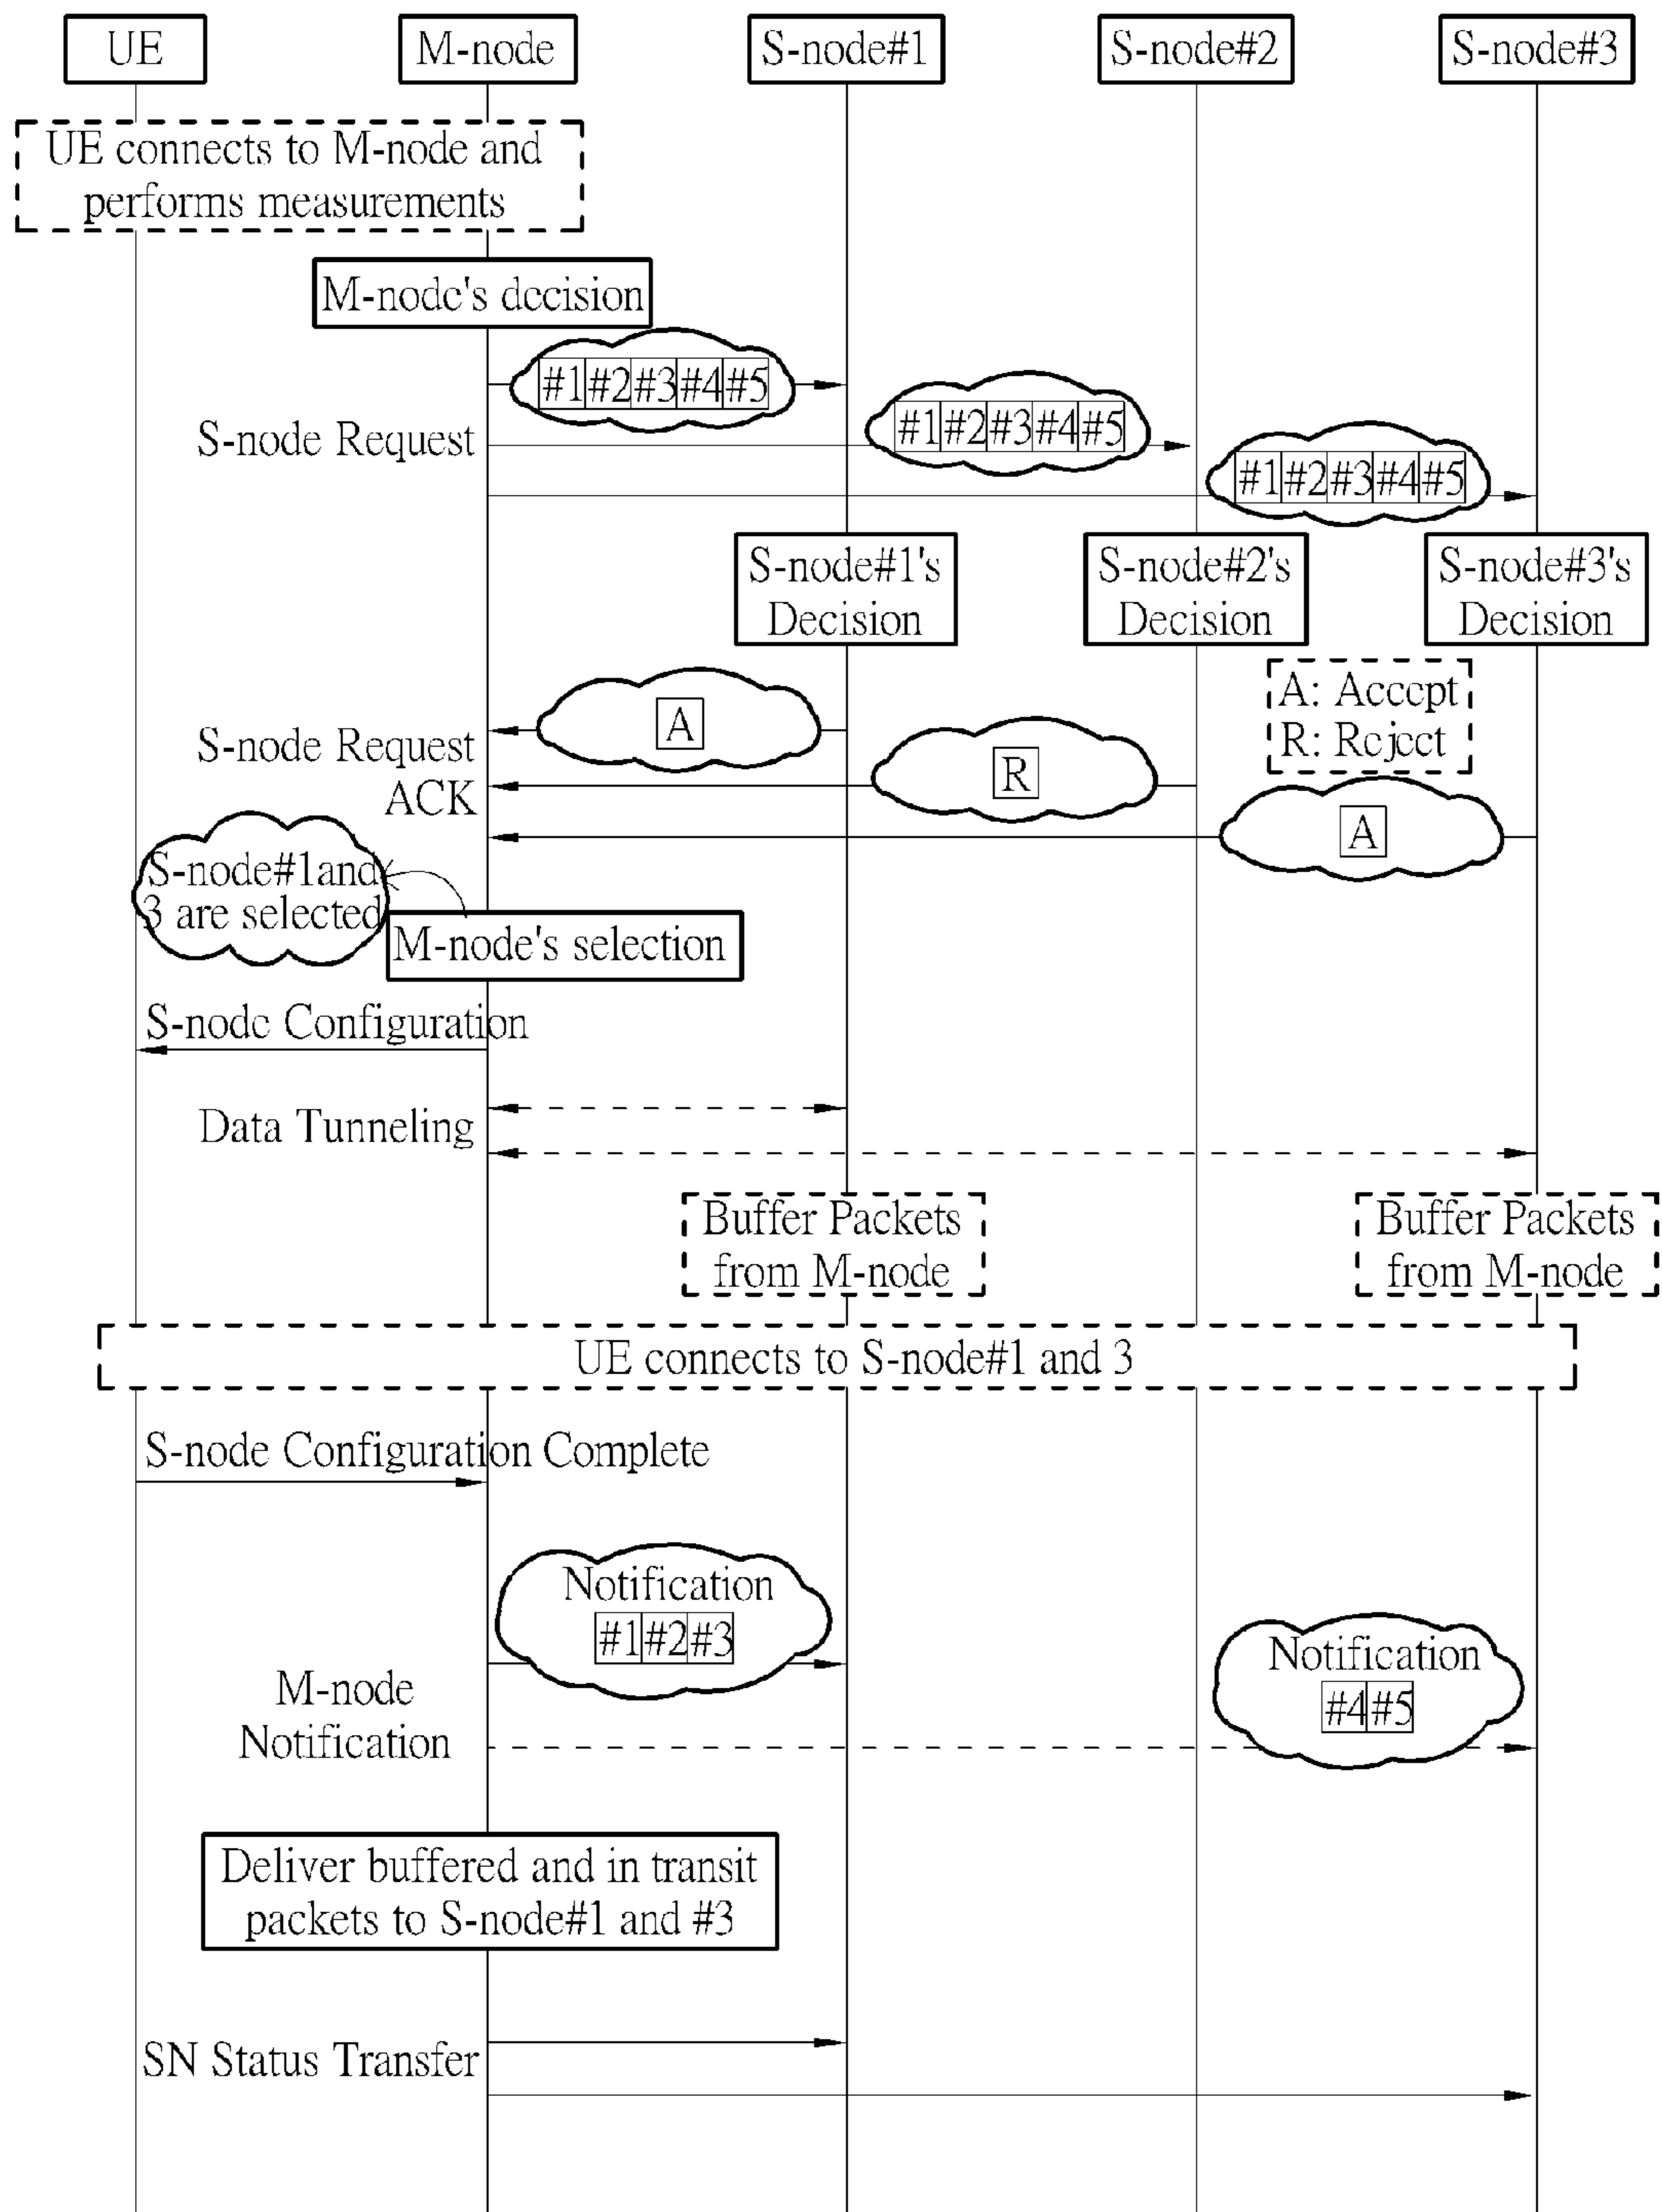 UE
M-node
S-node#1
S-node#2
S-node#3
UE connects to M-node and
performs measurements
M-node's decision
#1 #2 #3 #4 #5
S-node Request
#1 #2 #3 #4 #5
#1 #2 #3 #4 #5
S-node#1's
Decision
S-node#2's
Decision
S-node#3's
Decision
A: Accept
R: Reject
S-node Request
ACK
A
R
A
S-node#1and
3 are selected
M-node's selection
S-node Configuration
Data Tunneling
Buffer Packets
from M-node
Buffer Packets
from M-node
UE connects to S-node#1 and 3
S-node Configuration Complete
Notification
#1 #2 #3
M-node
Notification
Notification
#4 #5
Deliver buffered and in transit
packets to S-node#1 and #3
SN Status Transfer